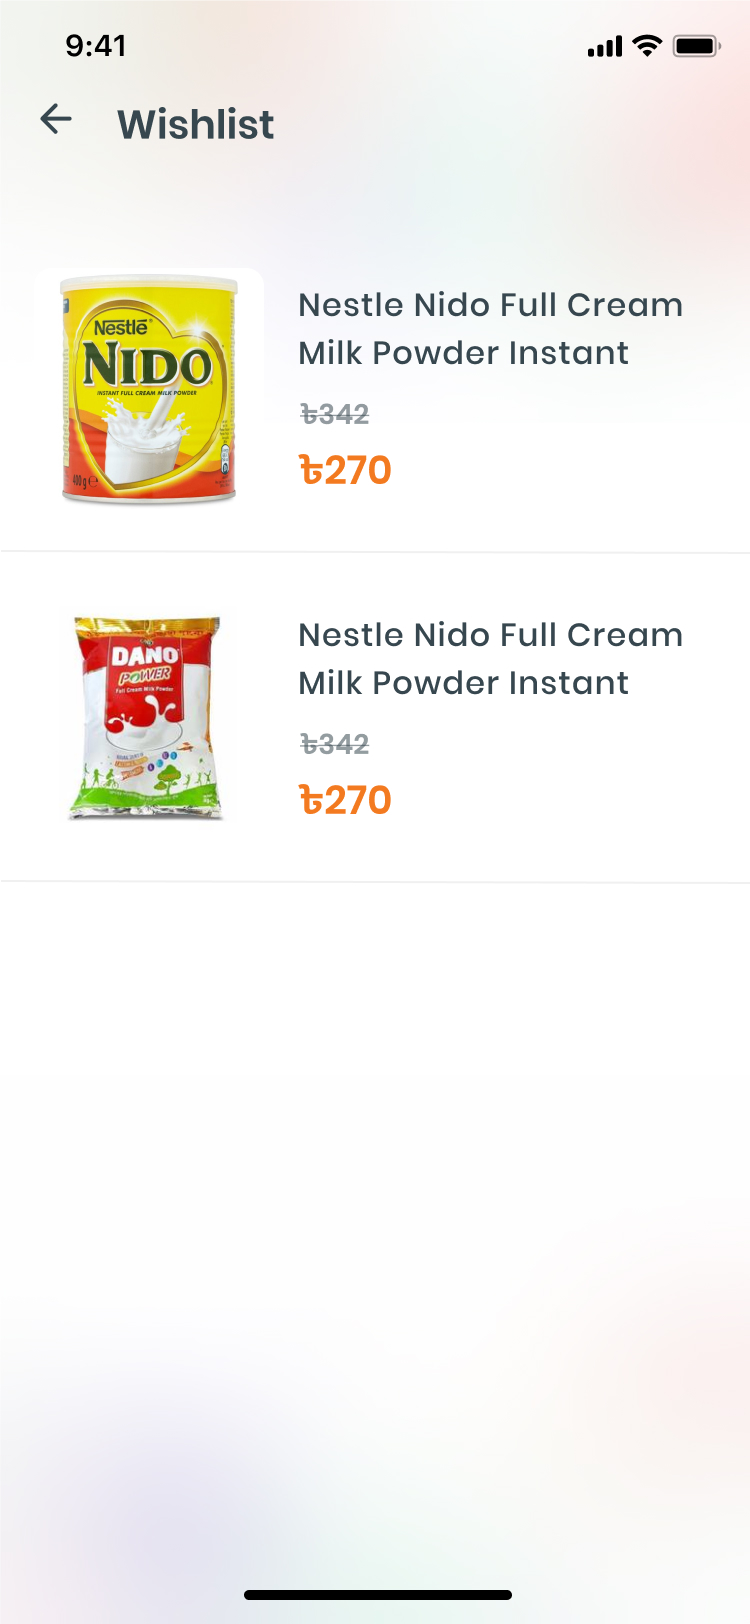 9:41
Wishlist
Nestlé
NIDO
INSTANT FULL CREAM MILK POWDER
400 g ℮
Nestle Nido Full Cream
Milk Powder Instant
৳342
৳270
DANO
POWER
Full Cream Milk Powder
Nestle Nido Full Cream
Milk Powder Instant
৳342
৳270